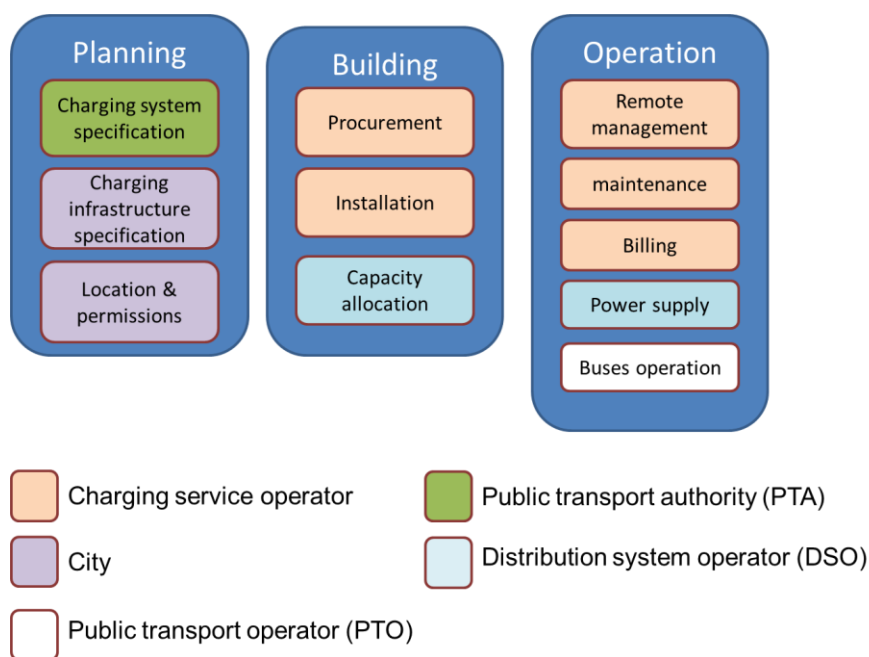 Planning
Charging system
specification
Charging
infrastructure
specification
Location &
permissions
Building
Procurement
Installation
Capacity
allocation
Operation
Remote
management
maintenance
Billing
Power supply
Buses operation
Charging service operator
Public transport authority (PTA)
City
Distribution system operator (DSO)
Public transport operator (PTO)